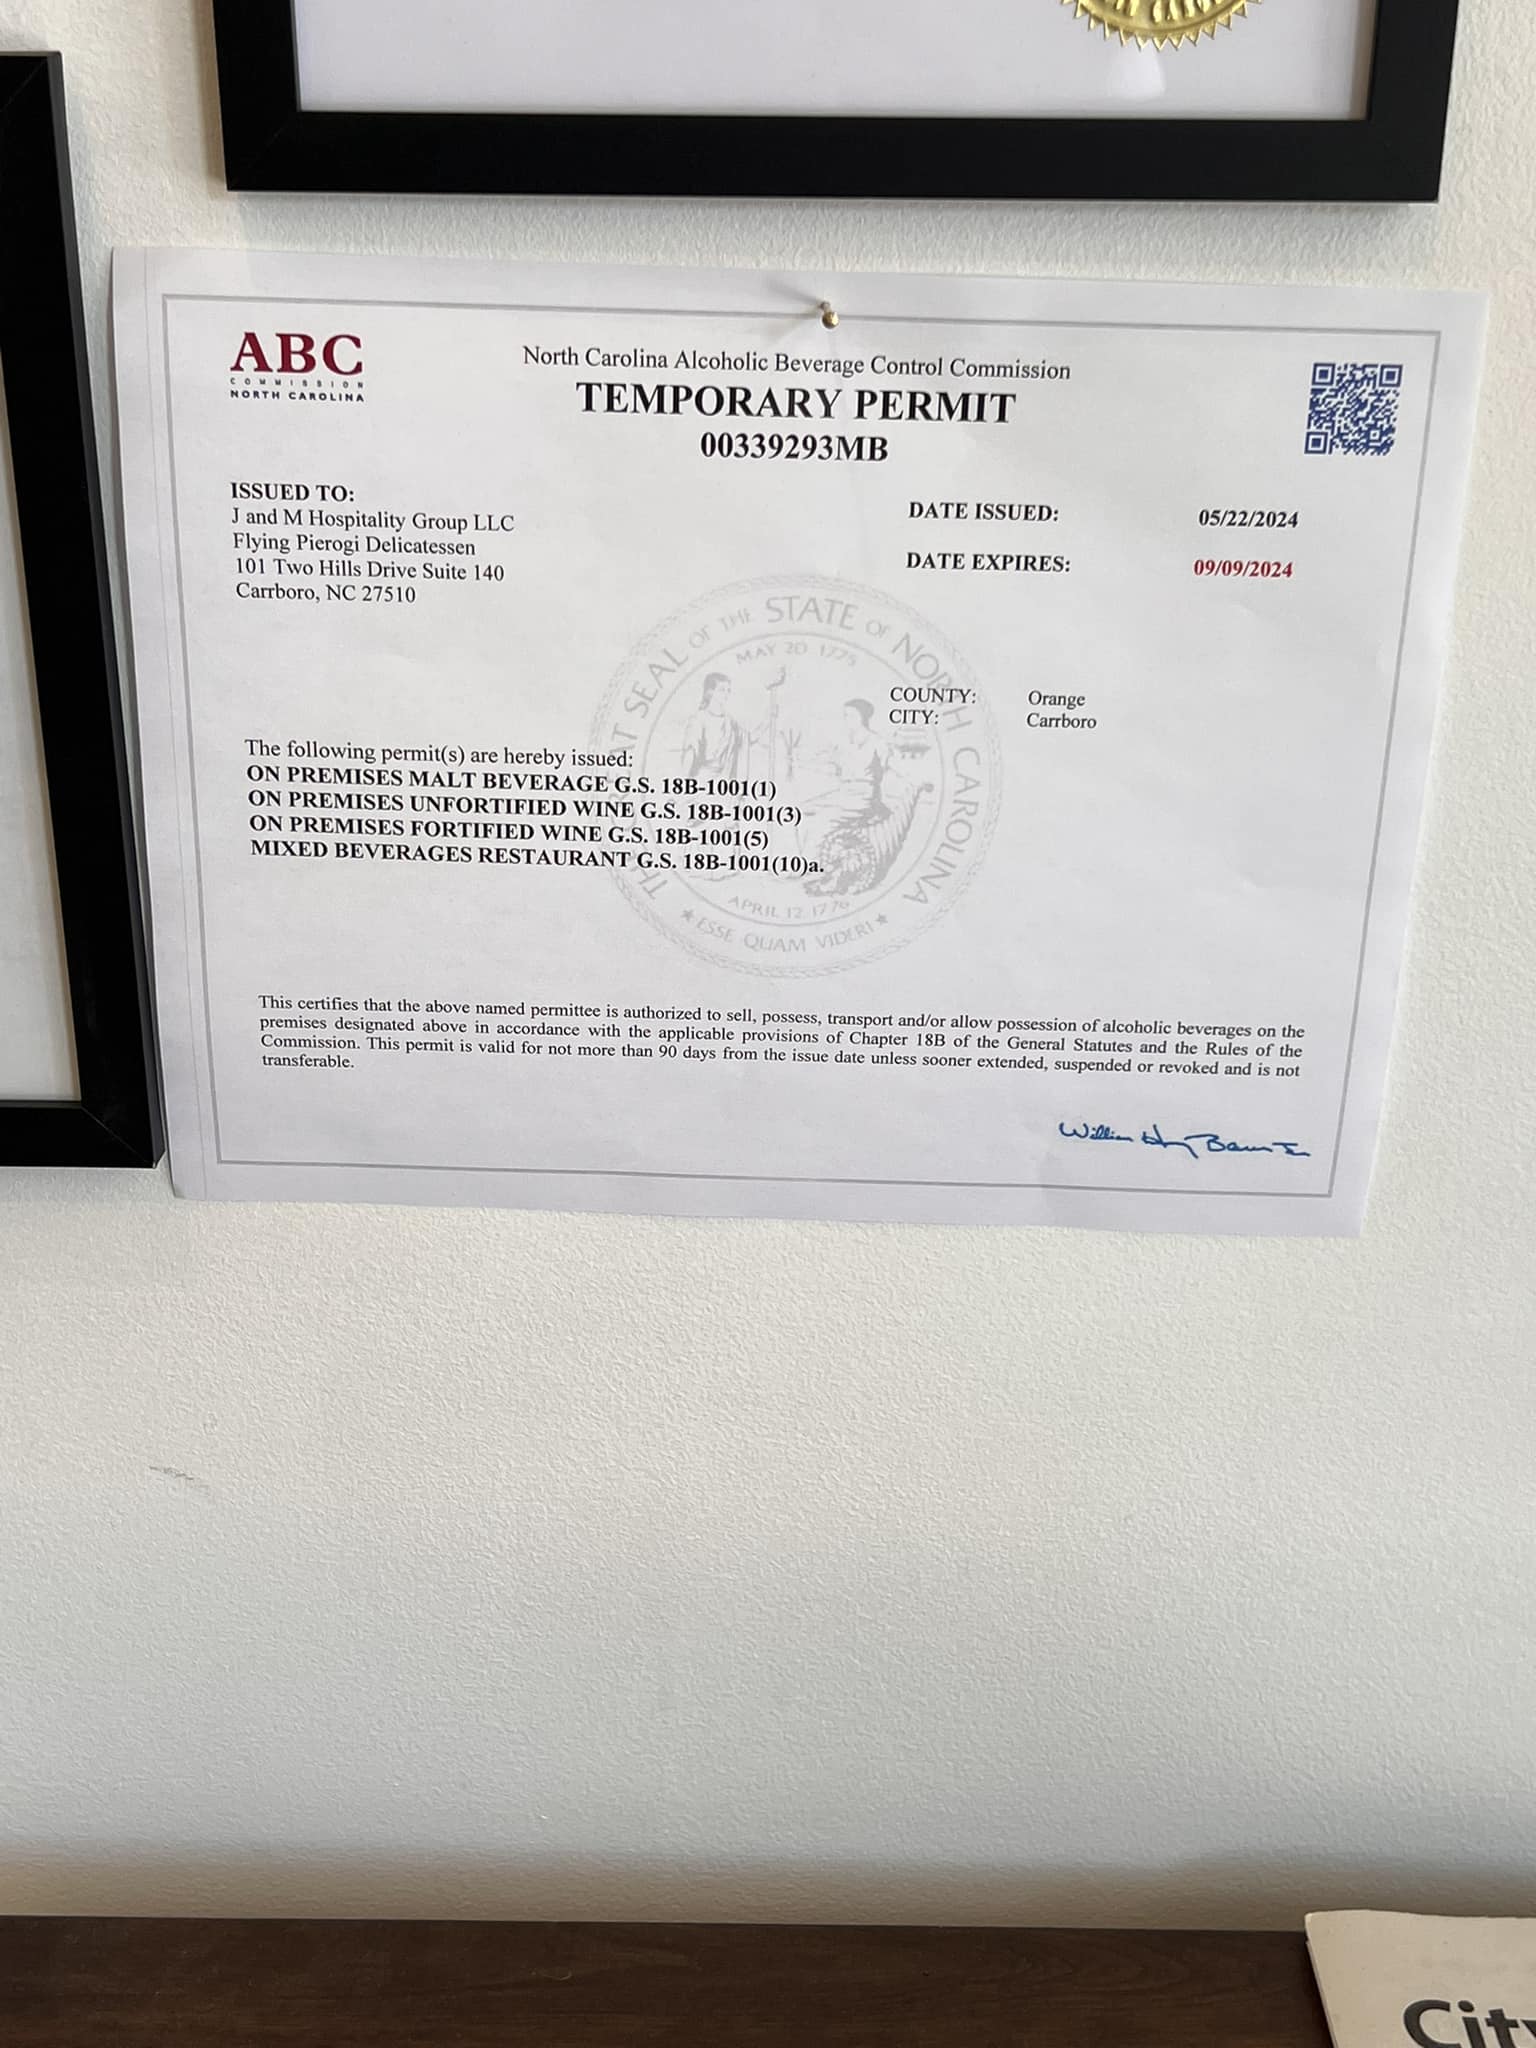 CAROL
ABC
COMMISSION
NORTH CAROLINA
North Carolina Alcoholic Beverage Control Commission
TEMPORARY PERMIT
00339293MB
ISSUED TO:
J and M Hospitality Group LLC
Flying Pierogi Delicatessen
101 Two Hills Drive Suite 140
Carrboro, NC 27510
DATE ISSUED: 05/22/2024
DATE EXPIRES: 09/09/2024
THE GREAT SEAL OF THE STATE OF NORTH CAROLINA
MAY 20 1775
COUNTY: Orange
CITY: Carrboro
The following permit(s) are hereby issued:
ON PREMISES MALT BEVERAGE G.S. 18B-1001(1)
ON PREMISES UNFORTIFIED WINE G.S. 18B-1001(3)
ON PREMISES FORTIFIED WINE G.S. 18B-1001(5)
MIXED BEVERAGES RESTAURANT G.S. 18B-1001(10)a.
APRIL 12 1776
ESSE QUAM VIDERI
This certifies that the above named permittee is authorized to sell, possess, transport and/or allow possession of alcoholic beverages on the
premises designated above in accordance with the applicable provisions of Chapter 18B of the General Statutes and the Rules of the
Commission. This permit is valid for not more than 90 days from the issue date unless sooner extended, suspended or revoked and is not
transferable.
William
City